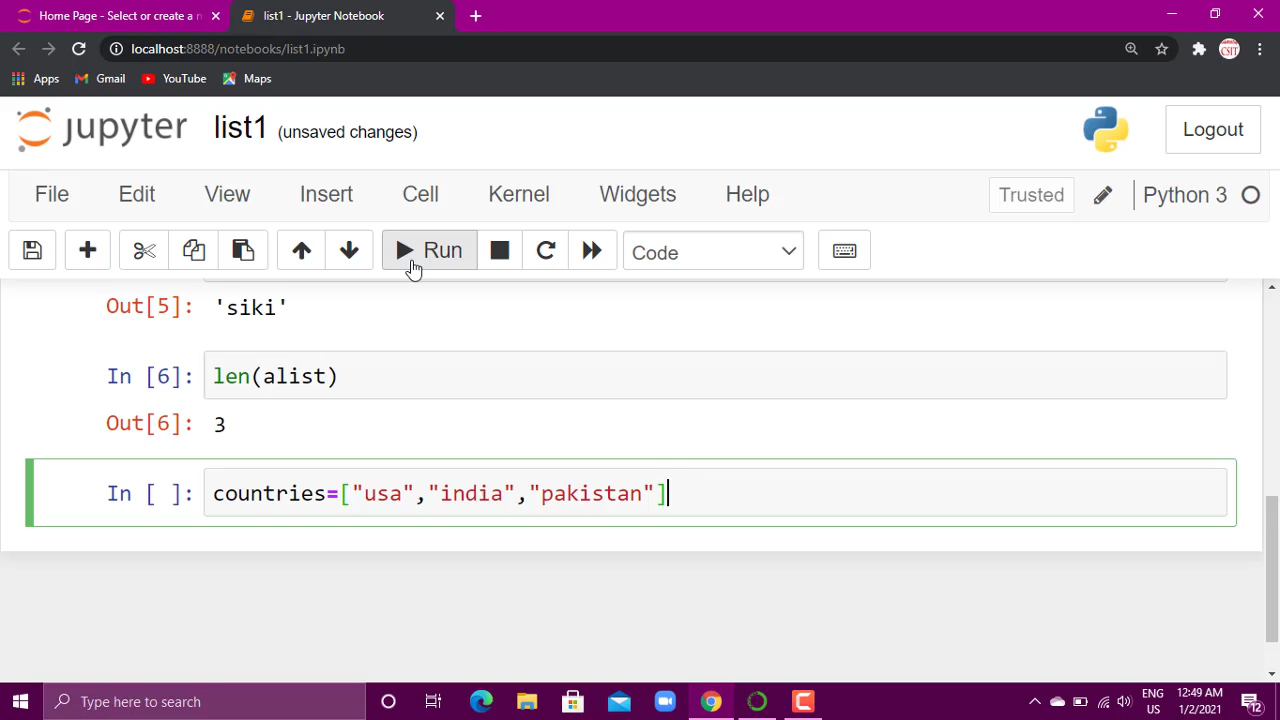 Home Page - Select or create a n
list1 - Jupyter Notebook
localhost:8888/notebooks/list1.ipynb
CSIT
Apps Gmail YouTube Maps
jupyter list1 (unsaved changes) Logout
File Edit View Insert Cell Kernel Widgets Help Trusted Python 3
Run Code
Out[5]: 'siki'
In [6]: len(alist)
Out[6]: 3
In [ ]: countries=["usa","india","pakistan"]
Type here to search
ENG
US
12:49 AM
1/2/2021
12